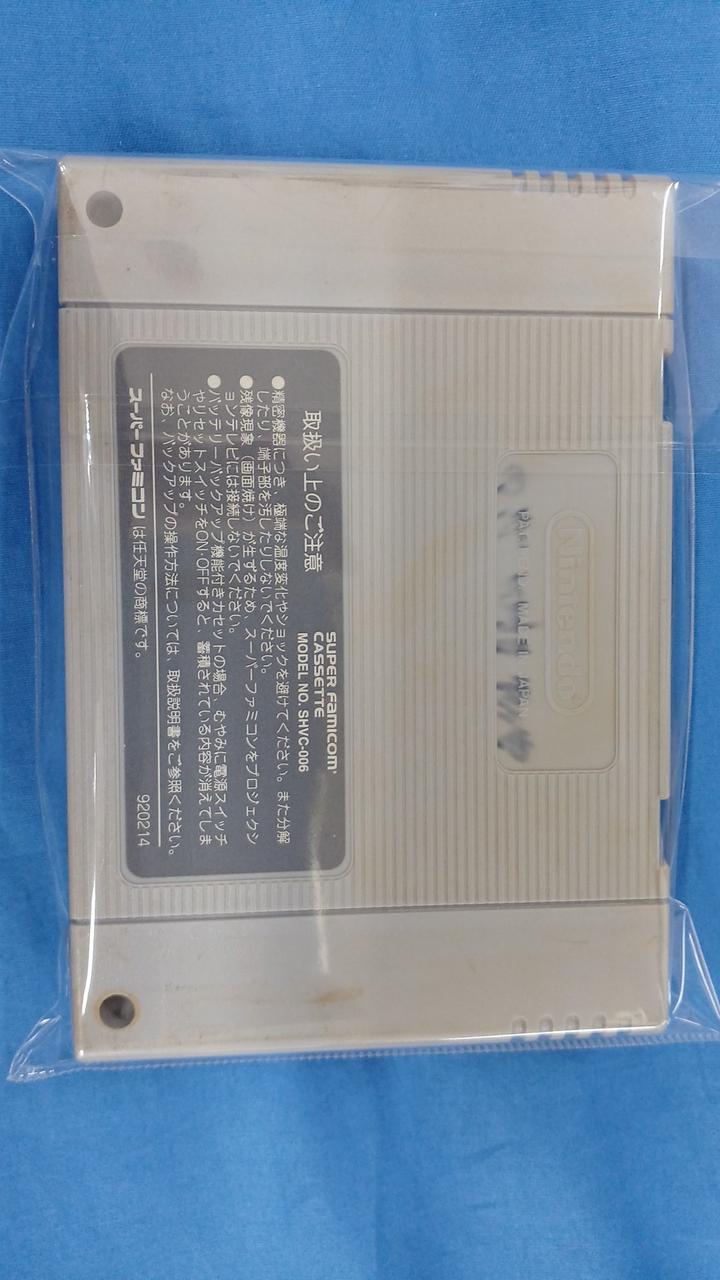 Nintendo
PAT. PEND. MADE IN JAPAN
取扱い上のご注意
SUPER FAMICOM
CASSETTE
MODEL NO. SHVC-006
●精密機器につき、極端な温度変化やショックを避けてください。また分解
したり、端子部を汚したりしないでください。
●残像現象(画面焼け)が生ずるため、スーパーファミコンをプロジェクシ
ョンテレビには接続しないでください。
●バッテリーバックアップ機能付きカセットの場合、むやみに電源スイッチ
やリセットスイッチをON・OFFすると、蓄積されている内容が消えてしま
うことがあります。
なお、バックアップの操作方法については、取扱説明書をご参照ください。
スーパーファミコンは任天堂の商標です。
920214